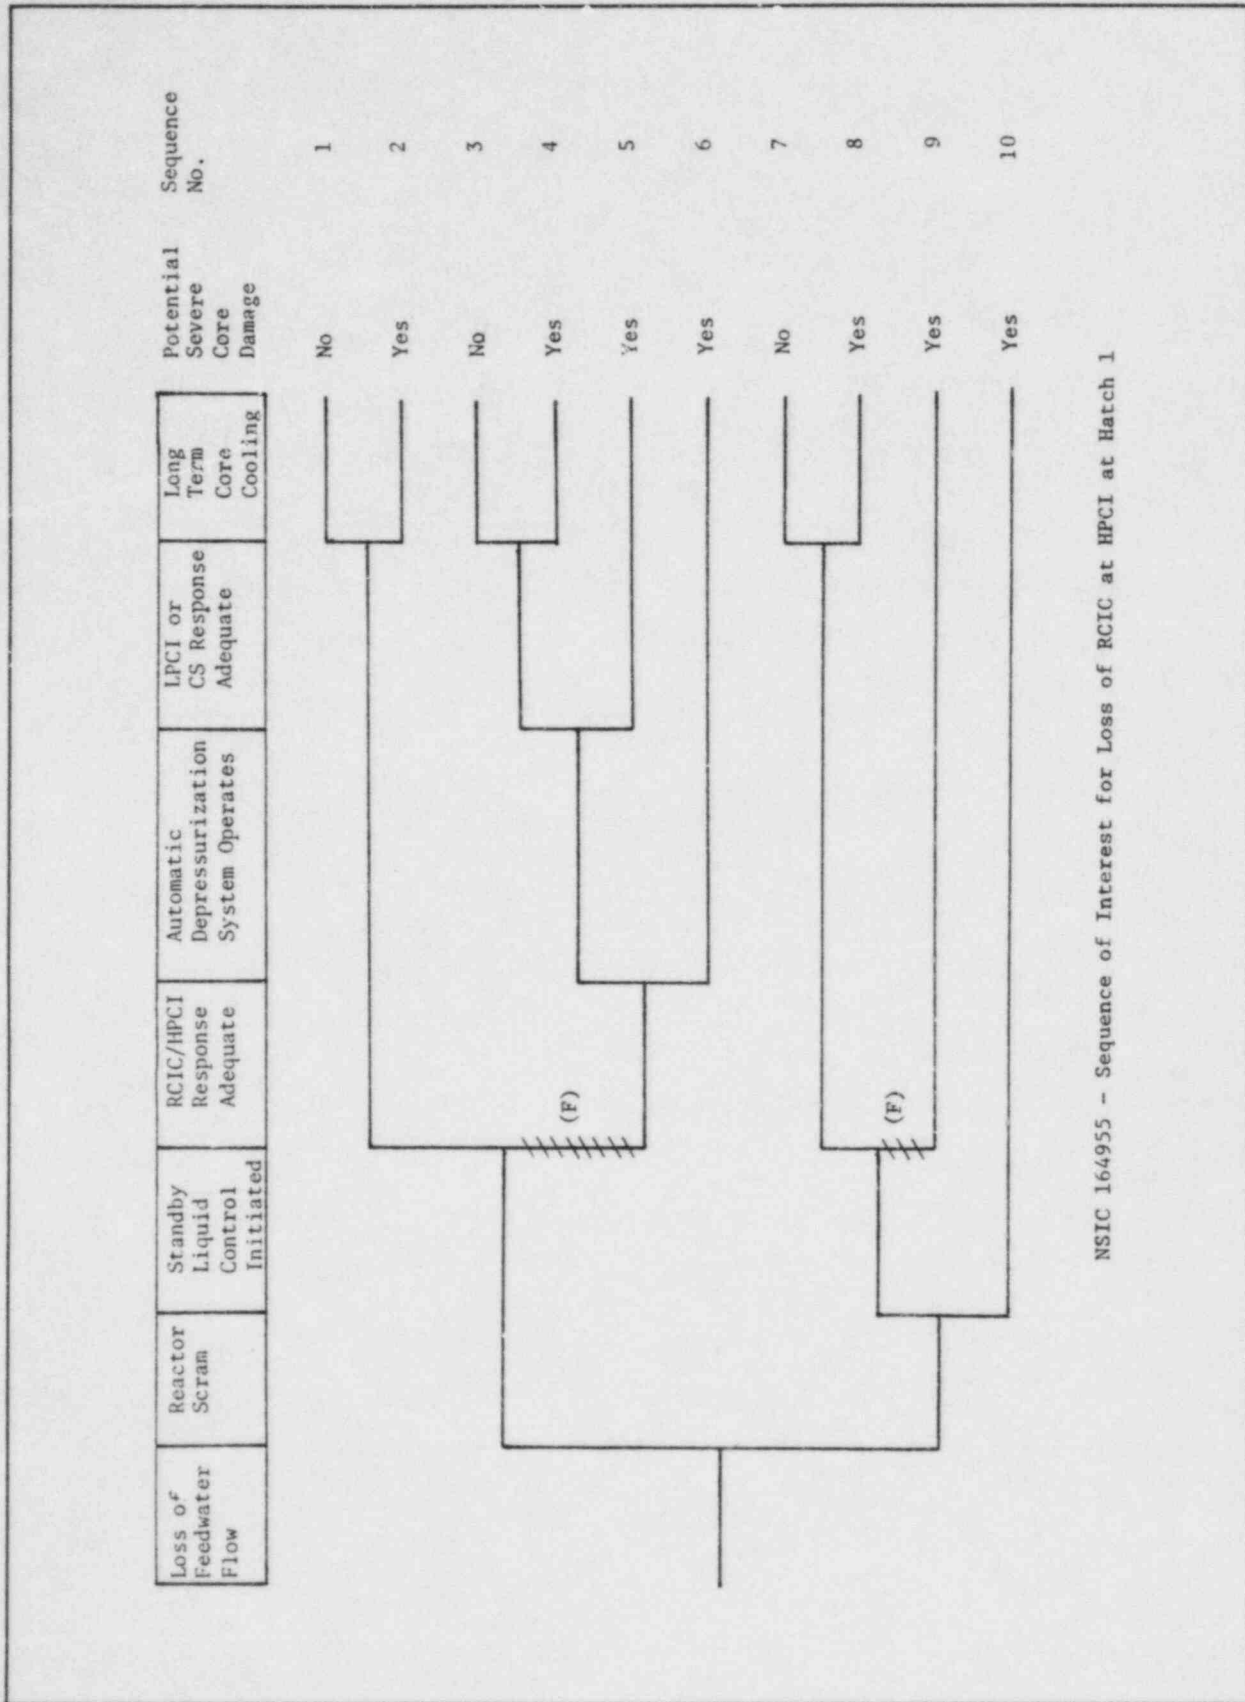 Loss of
Feedwater
Flow
Reactor
Scram
Standby
Liquid
Control
Initiated
RCIC/HPCI
Response
Adequate
Automatic
Depressurization
System Operates
LPCI or
CS Response
Adequate
Long
Term
Core
Cooling
Potential
Severe
Core
Damage
Sequence
No.
No 1
Yes 2
No 3
Yes 4
(F)
Yes 5
Yes 6
No 7
Yes 8
(F)
Yes 9
Yes 10
NSIC 164955 - Sequence of Interest for Loss of RCIC at HPCI at Hatch 1